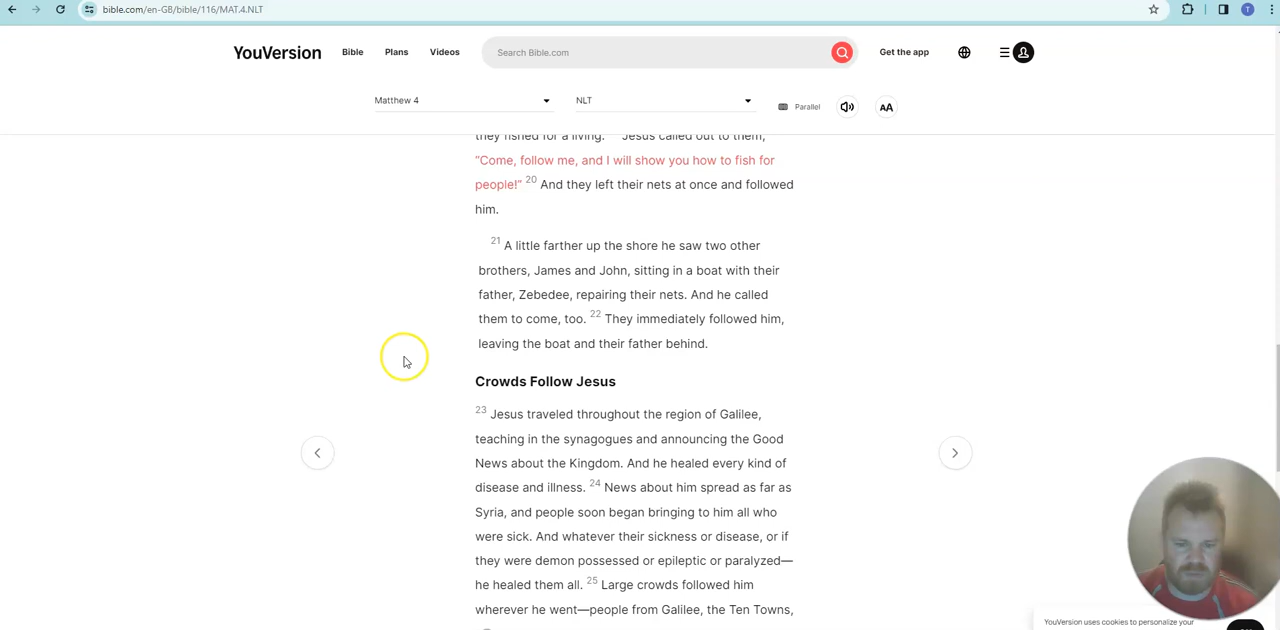 bible.com/en-GB/bible/116/MAT.4.NLT
T
YouVersion Bible Plans Videos Search Bible.com Get the app
Matthew 4 NLT Parallel AA
they fished for a living. Jesus called out to them,
“Come, follow me, and I will show you how to fish for
people!” 20 And they left their nets at once and followed
him.
21 A little farther up the shore he saw two other
brothers, James and John, sitting in a boat with their
father, Zebedee, repairing their nets. And he called
them to come, too. 22 They immediately followed him,
leaving the boat and their father behind.
Crowds Follow Jesus
23 Jesus traveled throughout the region of Galilee,
teaching in the synagogues and announcing the Good
News about the Kingdom. And he healed every kind of
disease and illness. 24 News about him spread as far as
Syria, and people soon began bringing to him all who
were sick. And whatever their sickness or disease, or if
they were demon possessed or epileptic or paralyzed—
he healed them all. 25 Large crowds followed him
wherever he went—people from Galilee, the Ten Towns,
YouVersion uses cookies to personalize your